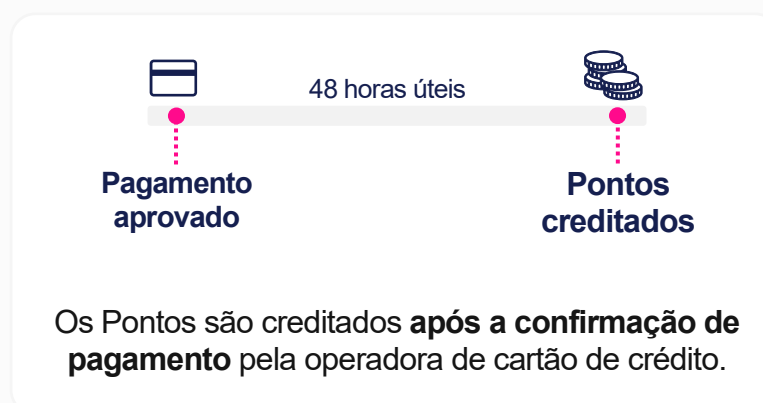 48 horas úteis
Pagamento
aprovado
Pontos
creditados
Os Pontos são creditados após a confirmação de
pagamento pela operadora de cartão de crédito.